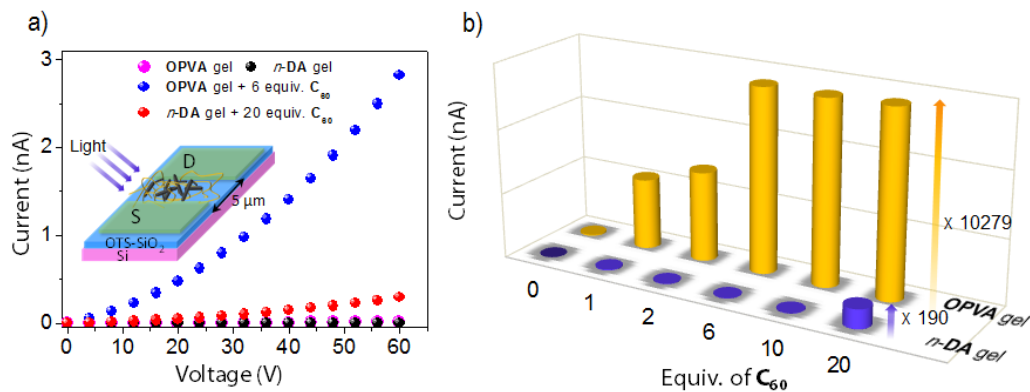 a)
Current (nA)
3
2
1
0
OPVA gel n-DA gel
OPVA gel + 6 equiv. C60
n-DA gel + 20 equiv. C60
Light
D
S
5 μm
OTS-SiO2
Si
0 10 20 30 40 50 60
Voltage (V)
b)
Current (nA)
x 10279
x 190
OPVA gel
n-DA gel
0 1 2 6 10 20
Equiv. of C60